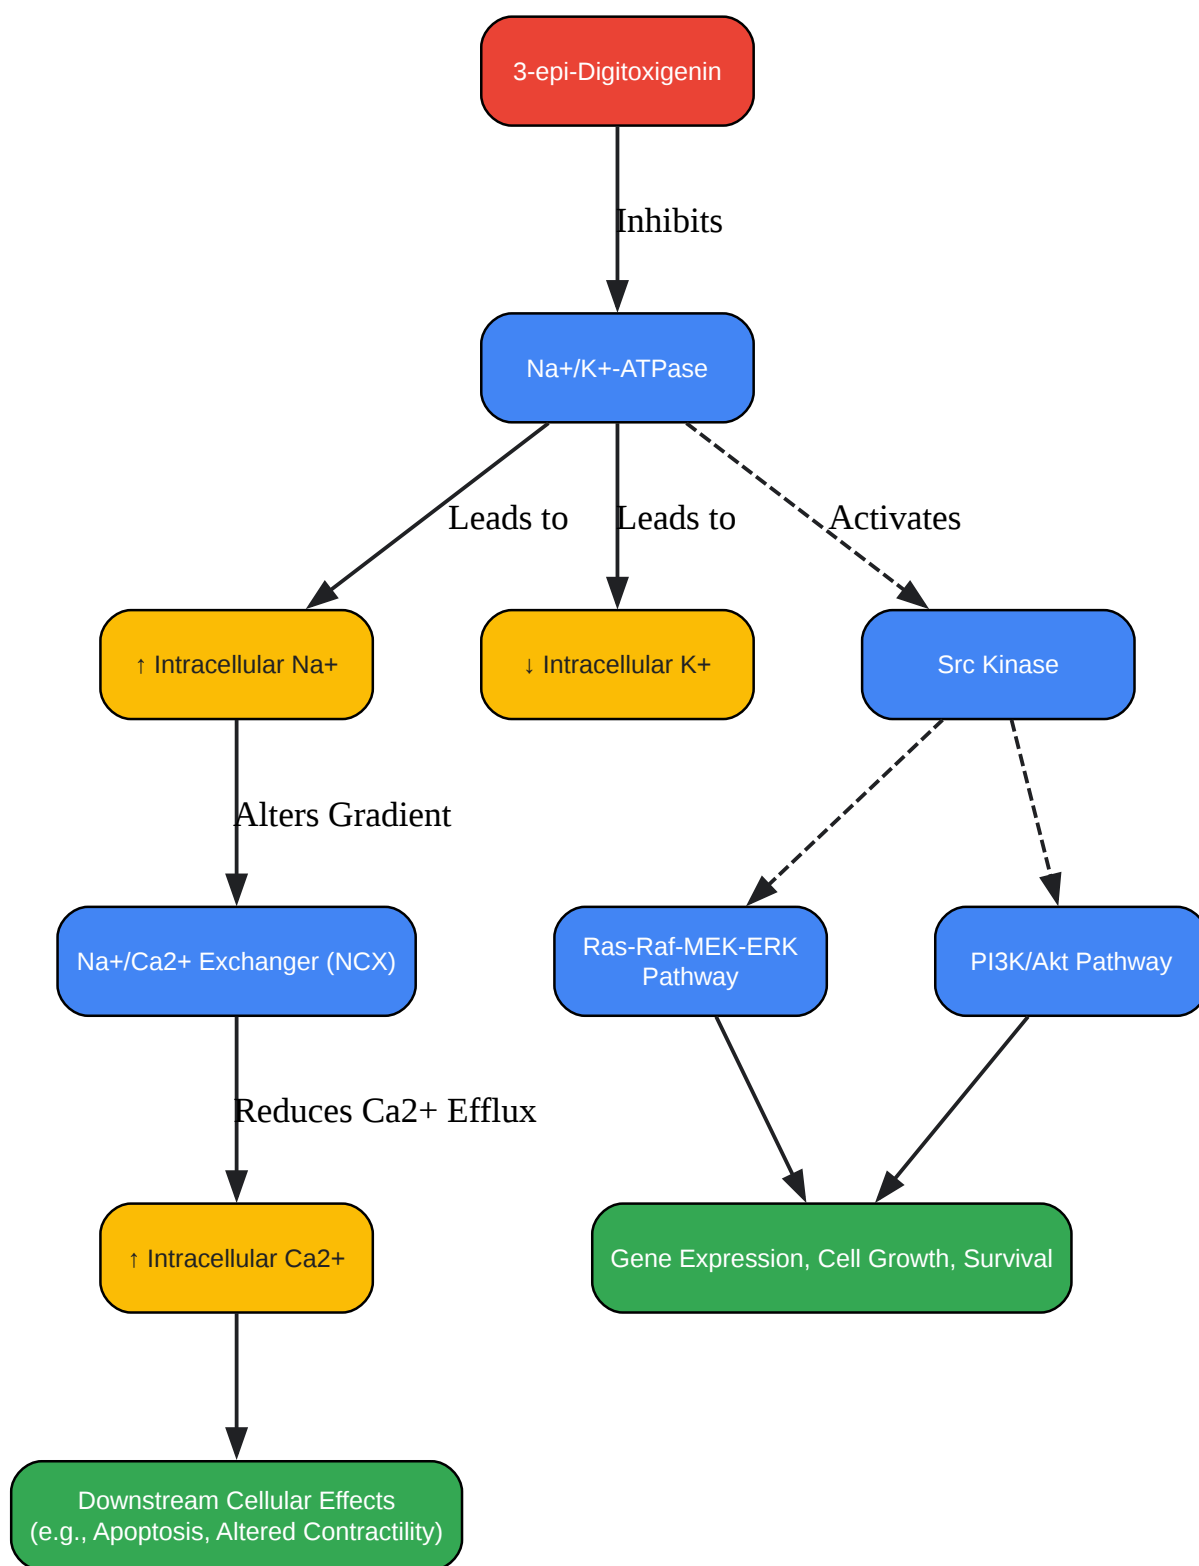 3-epi-Digitoxigenin
Inhibits
Na+/K+-ATPase
Leads to
Leads to
Activates
↑ Intracellular Na+
↓ Intracellular K+
Src Kinase
Alters Gradient
Na+/Ca2+ Exchanger (NCX)
Ras-Raf-MEK-ERK
Pathway
PI3K/Akt Pathway
Reduces Ca2+ Efflux
↑ Intracellular Ca2+
Gene Expression, Cell Growth, Survival
Downstream Cellular Effects
(e.g., Apoptosis, Altered Contractility)